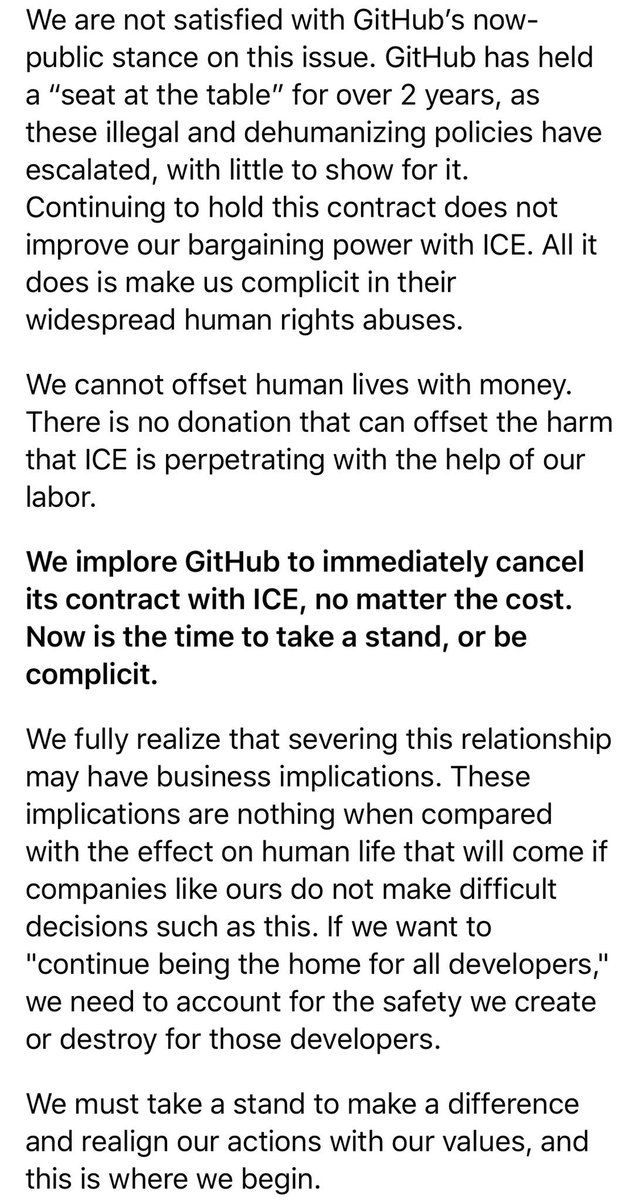 We are not satisfied with GitHub’s now-
public stance on this issue. GitHub has held
a “seat at the table” for over 2 years, as
these illegal and dehumanizing policies have
escalated, with little to show for it.
Continuing to hold this contract does not
improve our bargaining power with ICE. All it
does is make us complicit in their
widespread human rights abuses.
We cannot offset human lives with money.
There is no donation that can offset the harm
that ICE is perpetrating with the help of our
labor.
We implore GitHub to immediately cancel
its contract with ICE, no matter the cost.
Now is the time to take a stand, or be
complicit.
We fully realize that severing this relationship
may have business implications. These
implications are nothing when compared
with the effect on human life that will come if
companies like ours do not make difficult
decisions such as this. If we want to
"continue being the home for all developers,"
we need to account for the safety we create
or destroy for those developers.
We must take a stand to make a difference
and realign our actions with our values, and
this is where we begin.